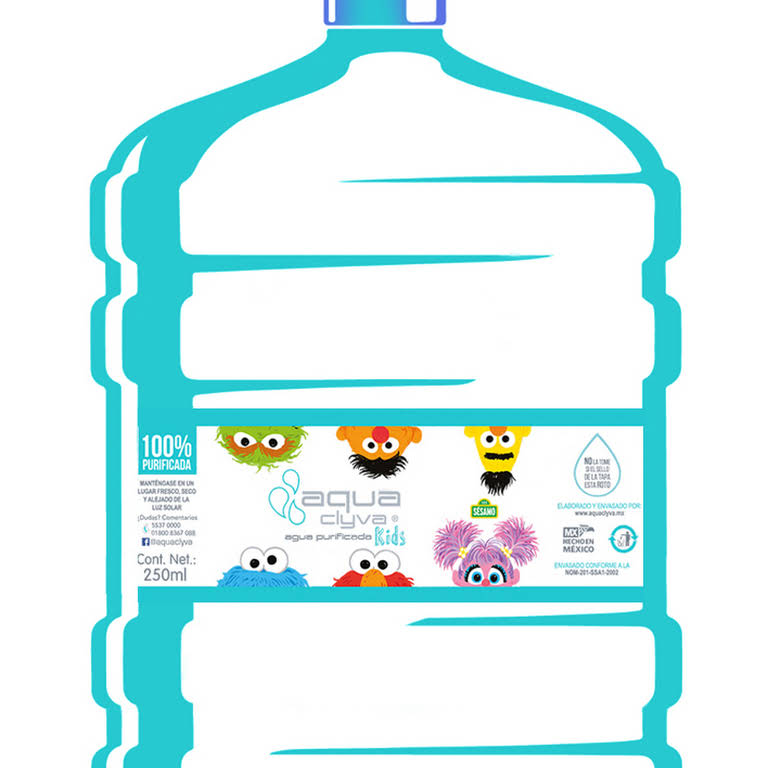 100%
PURIFICADA
MANTÉNGASE EN UN
LUGAR FRESCO, SECO
Y ALEJADO DE LA
LUZ SOLAR
¿Dudas? Comentarios
5537 0000
01800 8367 088
@aquaclyva
Cont. Net.:
250ml
aqua
clyva ®
agua purificada Kids
SÉSAMO
NO LA TOME
SI EL SELLO
DE LA TAPA
ESTA ROTO
ELABORADO Y ENVASADO POR:
www.aquaclyva.mx
HECHO EN
MÉXICO
ENVASADO CONFORME A LA
NOM-201-SSA1-2002